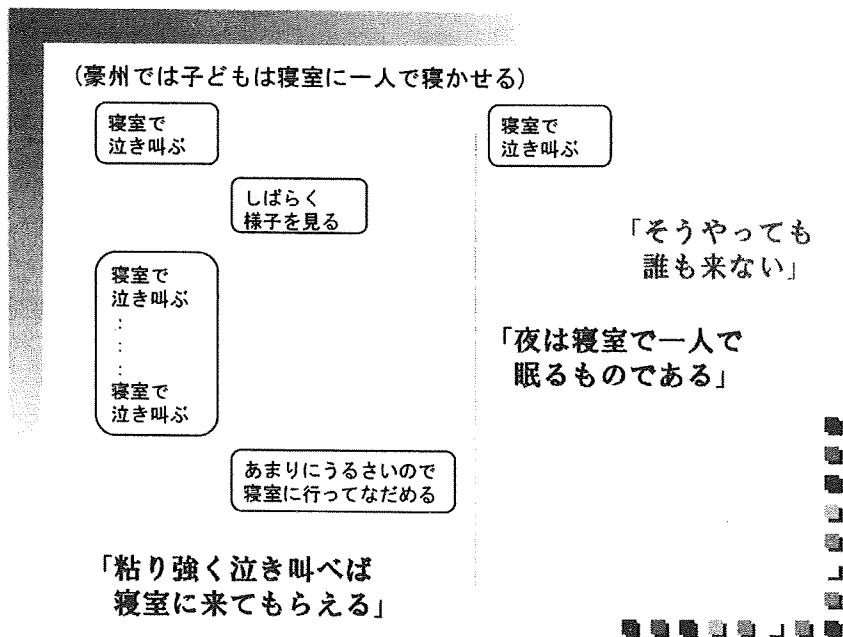 (豪州では子どもは寝室に一人で寝かせる)
寝室で
泣き叫ぶ
しばらく
様子を見る
寝室で
泣き叫ぶ
:
:
:
寝室で
泣き叫ぶ
あまりにうるさいので
寝室に行ってなだめる
「粘り強く泣き叫べば
寝室に来てもらえる」
寝室で
泣き叫ぶ
「そうやっても
誰も来ない」
「夜は寝室で一人で
眠るものである」